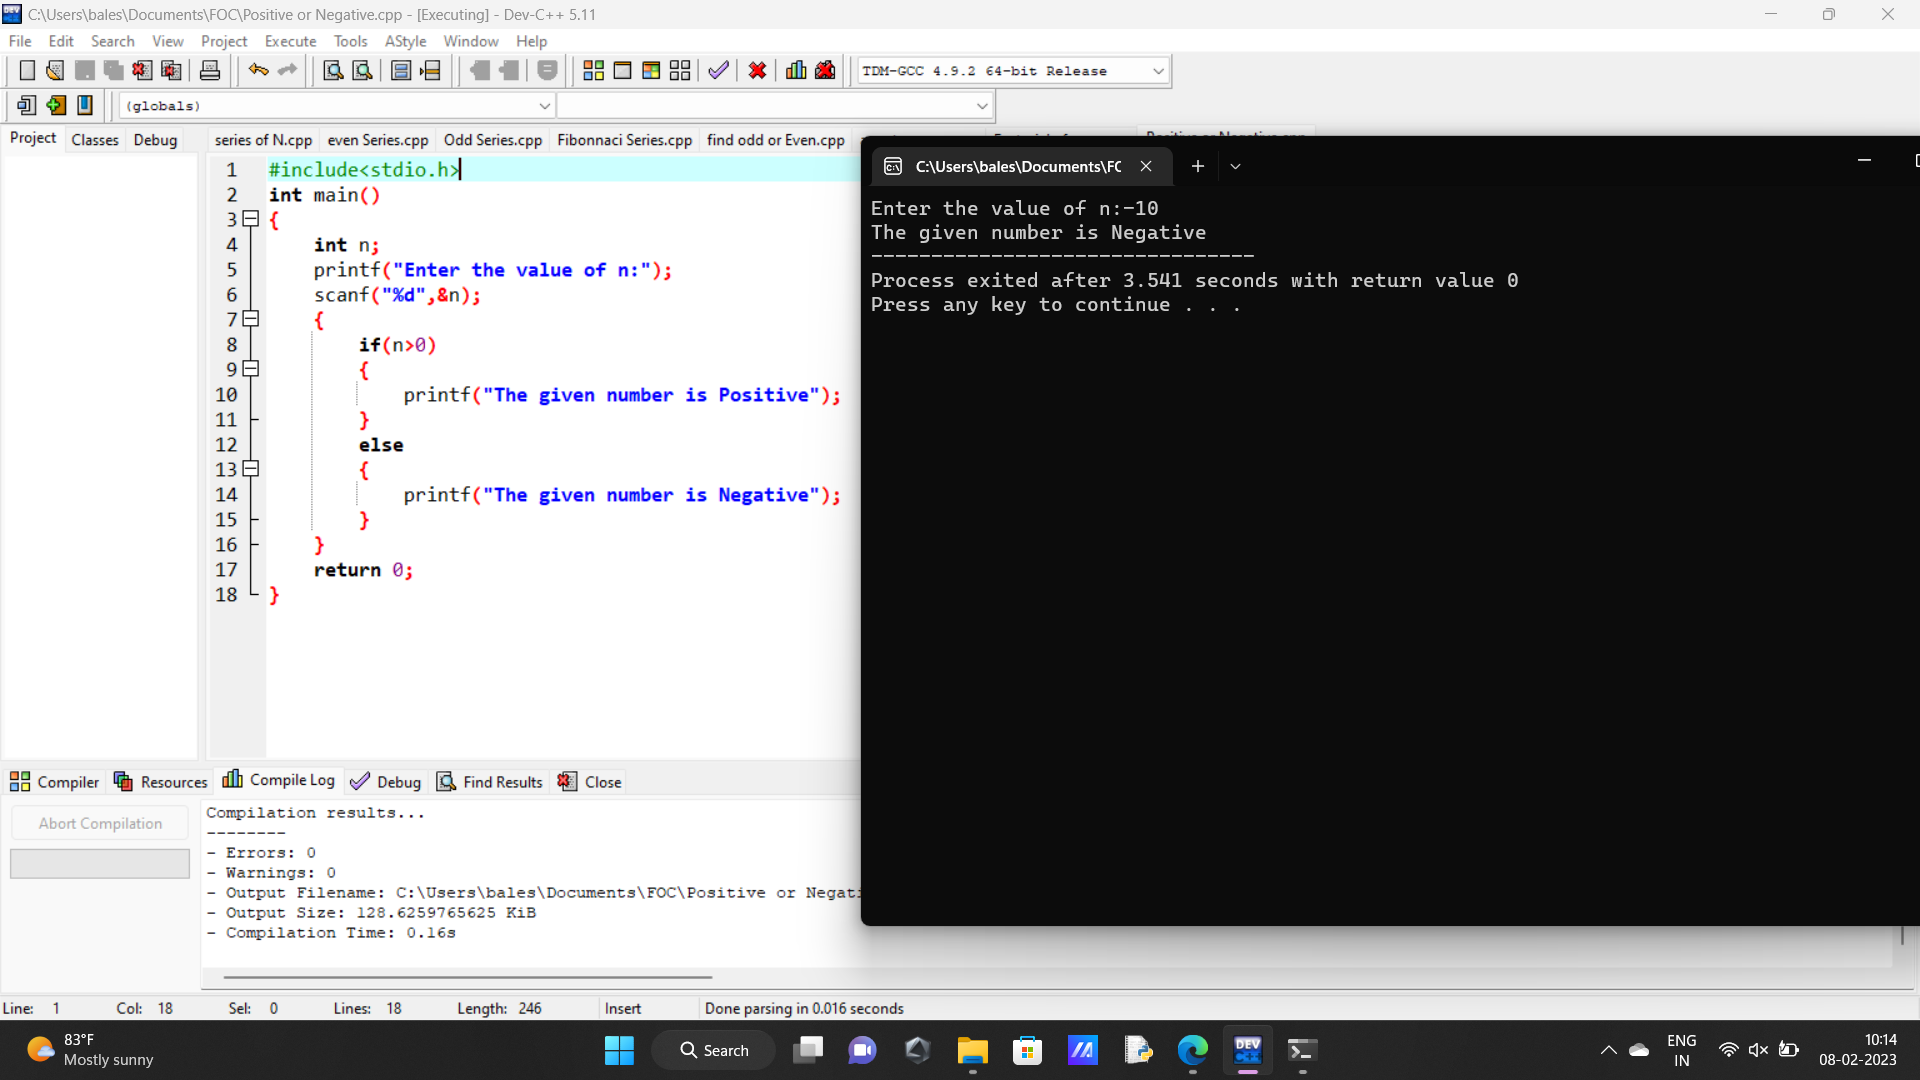 C:\Users\bales\Documents\FOC\Positive or Negative.cpp - [Executing] - Dev-C++ 5.11
File Edit Search View Project Execute Tools AStyle Window Help
TDM-GCC 4.9.2 64-bit Release
(globals)
Project Classes Debug
series of N.cpp even Series.cpp Odd Series.cpp Fibonnaci Series.cpp find odd or Even.cpp
1 #include<stdio.h>
2 int main()
3 {
4 int n;
5 printf("Enter the value of n:");
6 scanf("%d",&n);
7 {
8 if(n>0)
9 {
10 printf("The given number is Positive");
11 }
12 else
13 {
14 printf("The given number is Negative");
15 }
16 }
17 return 0;
18 }
C:\Users\bales\Documents\FC
Enter the value of n:-10
The given number is Negative
--------------------------------
Process exited after 3.541 seconds with return value 0
Press any key to continue . . .
Compiler Resources Compile Log Debug Find Results Close
Abort Compilation
Compilation results...
--------
- Errors: 0
- Warnings: 0
- Output Filename: C:\Users\bales\Documents\FOC\Positive or Negati
- Output Size: 128.6259765625 KiB
- Compilation Time: 0.16s
Line: 1 Col: 18 Sel: 0 Lines: 18 Length: 246 Insert Done parsing in 0.016 seconds
83°F
Mostly sunny
Search
DEV
C++
ENG
IN
10:14
08-02-2023